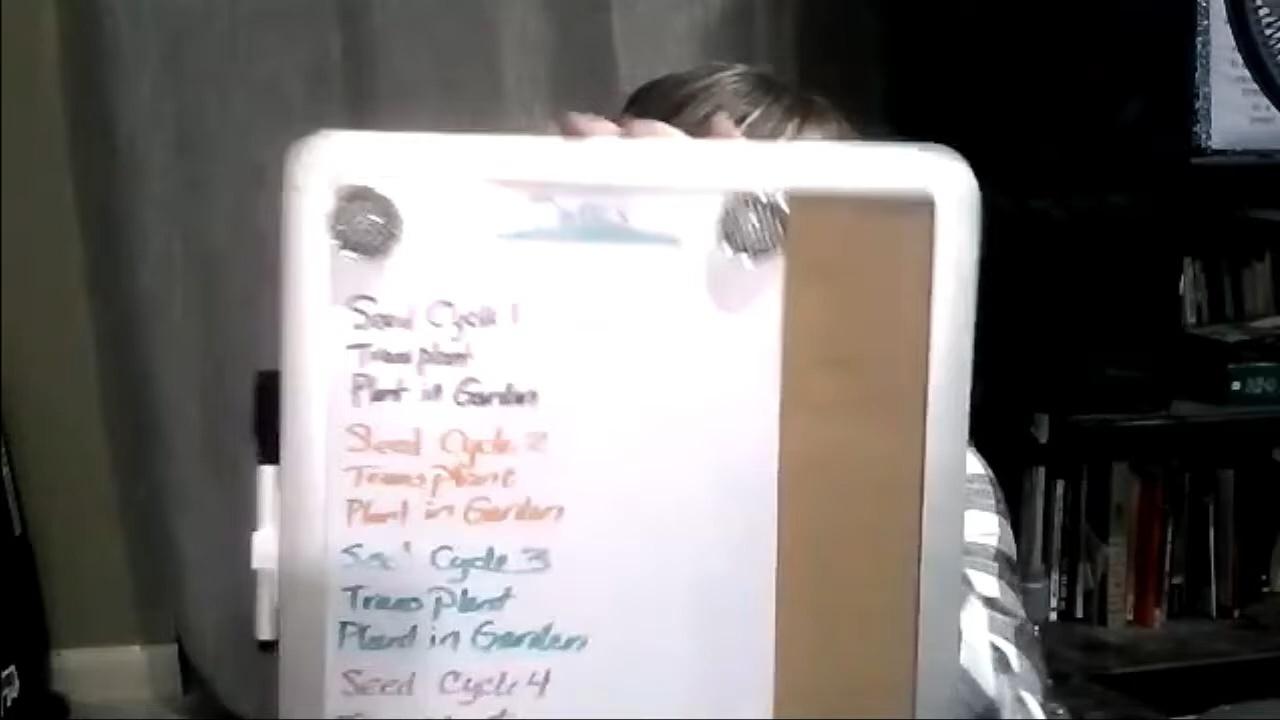 Seed Cycle 1
Transplant
Plant in Garden
Seed Cycle 2
Transplant
Plant in Garden
Seed Cycle 3
Transplant
Plant in Garden
Seed Cycle 4